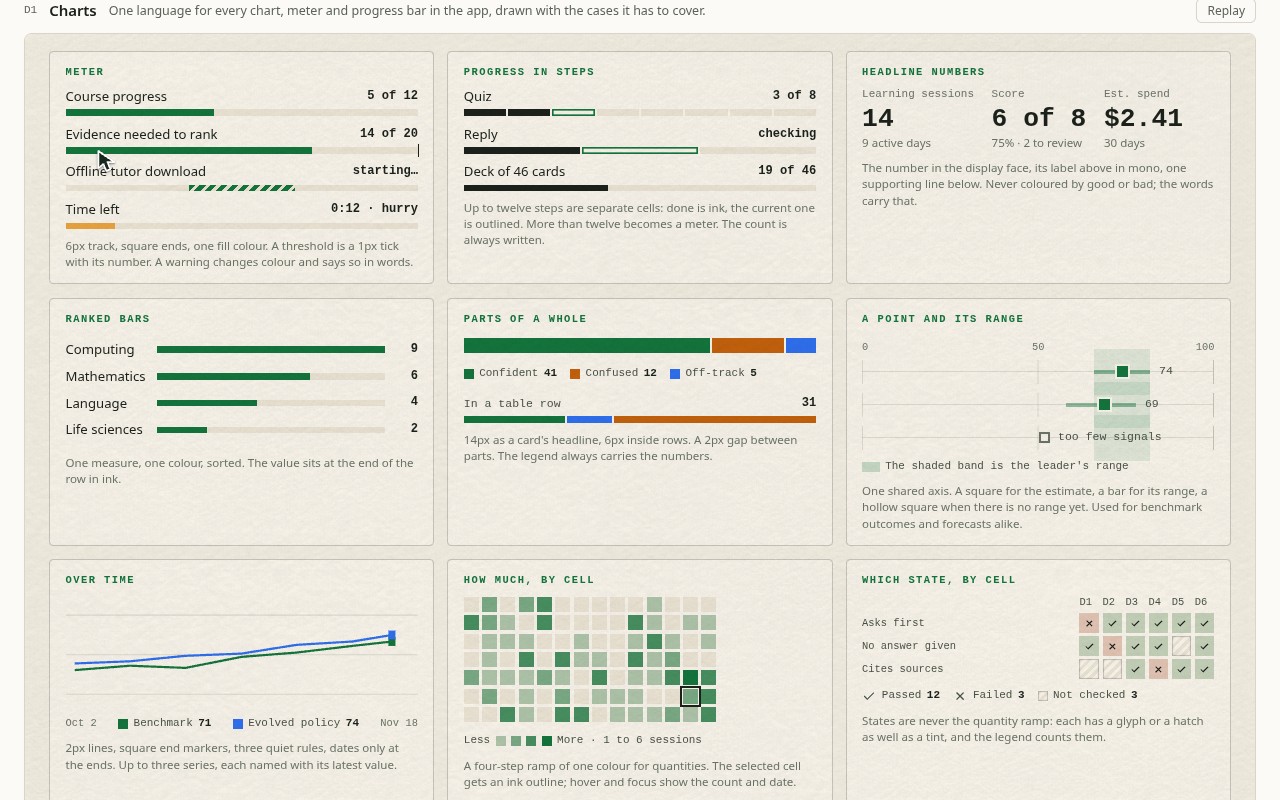 D1 Charts One language for every chart, meter and progress bar in the app, drawn with the cases it has to cover. Replay
METER
Course progress 5 of 12
Evidence needed to rank 14 of 20
Offline tutor download starting…
Time left 0:12 · hurry
6px track, square ends, one fill colour. A threshold is a 1px tick
with its number. A warning changes colour and says so in words.
PROGRESS IN STEPS
Quiz 3 of 8
Reply checking
Deck of 46 cards 19 of 46
Up to twelve steps are separate cells: done is ink, the current one
is outlined. More than twelve becomes a meter. The count is
always written.
HEADLINE NUMBERS
Learning sessions Score Est. spend
14 6 of 8 $2.41
9 active days 75% · 2 to review 30 days
The number in the display face, its label above in mono, one
supporting line below. Never coloured by good or bad; the words
carry that.
RANKED BARS
Computing 9
Mathematics 6
Language 4
Life sciences 2
One measure, one colour, sorted. The value sits at the end of the
row in ink.
PARTS OF A WHOLE
Confident 41 Confused 12 Off-track 5
In a table row 31
14px as a card's headline, 6px inside rows. A 2px gap between
parts. The legend always carries the numbers.
A POINT AND ITS RANGE
0 50 100
74
69
too few signals
The shaded band is the leader's range
One shared axis. A square for the estimate, a bar for its range, a
hollow square when there is no range yet. Used for benchmark
outcomes and forecasts alike.
OVER TIME
Oct 2 Benchmark 71 Evolved policy 74 Nov 18
2px lines, square end markers, three quiet rules, dates only at
the ends. Up to three series, each named with its latest value.
HOW MUCH, BY CELL
Less More · 1 to 6 sessions
A four-step ramp of one colour for quantities. The selected cell
gets an ink outline; hover and focus show the count and date.
WHICH STATE, BY CELL
D1 D2 D3 D4 D5 D6
Asks first
No answer given
Cites sources
Passed 12 Failed 3 Not checked 3
States are never the quantity ramp: each has a glyph or a hatch
as well as a tint, and the legend counts them.